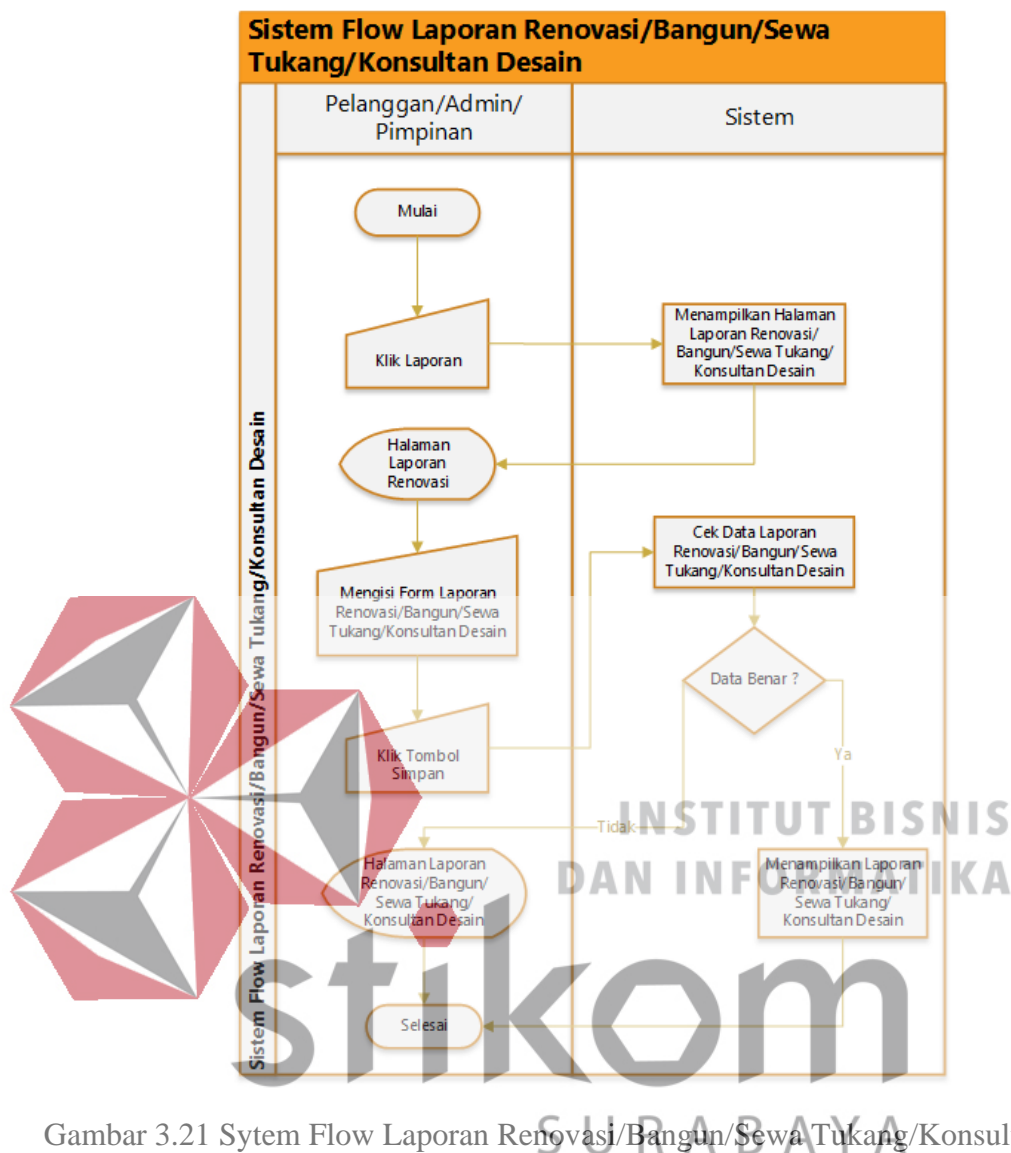 Sistem Flow Laporan Renovasi/Bangun/Sewa
Tukang/Konsultan Desain
Sistem Flow Laporan Renovasi/Bangun/Sewa Tukang/Konsultan Desain
Pelanggan/Admin/
Pimpinan
Sistem
Mulai
Klik Laporan
Menampilkan Halaman
Laporan Renovasi/
Bangun/Sewa Tukang/
Konsultan Desain
Halaman
Laporan
Renovasi
Mengisi Form Laporan
Renovasi/Bangun/Sewa
Tukang/Konsultan Desain
Cek Data Laporan
Renovasi/Bangun/Sewa
Tukang/Konsultan Desain
Data Benar ?
Klik Tombol
Simpan
Ya
Tidak
Halaman Laporan
Renovasi/Bangun/
Sewa Tukang/
Konsultan Desain
Menampilkan Laporan
Renovasi/Bangun/
Sewa Tukang/
Konsultan Desain
Selesai
INSTITUT BISNIS
DAN INFORMATIKA
stikom
SURABAYA
Gambar 3.21 Sytem Flow Laporan Renovasi/Bangun/Sewa Tukang/Konsul